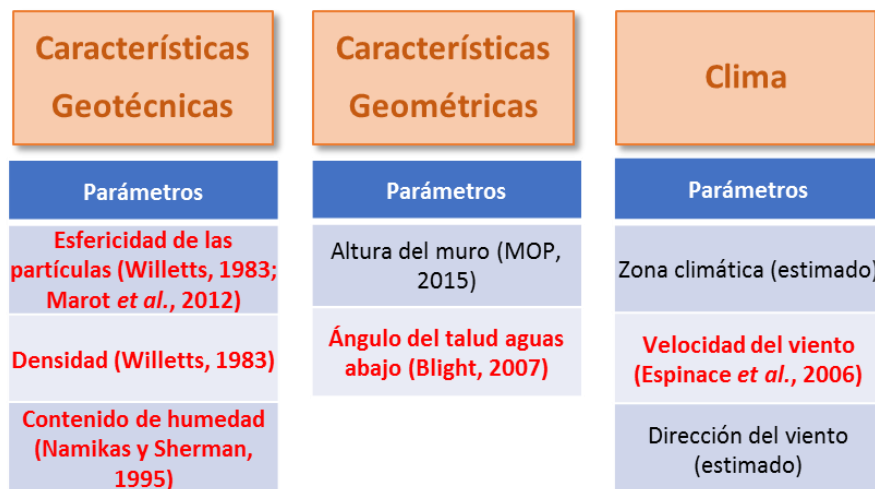 Características
Geotécnicas
Parámetros
Esfericidad de las
partículas (Willetts, 1983;
Marot et al., 2012)
Densidad (Willetts, 1983)
Contenido de humedad
(Namikas y Sherman,
1995)
Características
Geométricas
Parámetros
Altura del muro (MOP,
2015)
Ángulo del talud aguas
abajo (Blight, 2007)
Clima
Parámetros
Zona climática (estimado)
Velocidad del viento
(Espinace et al., 2006)
Dirección del viento
(estimado)